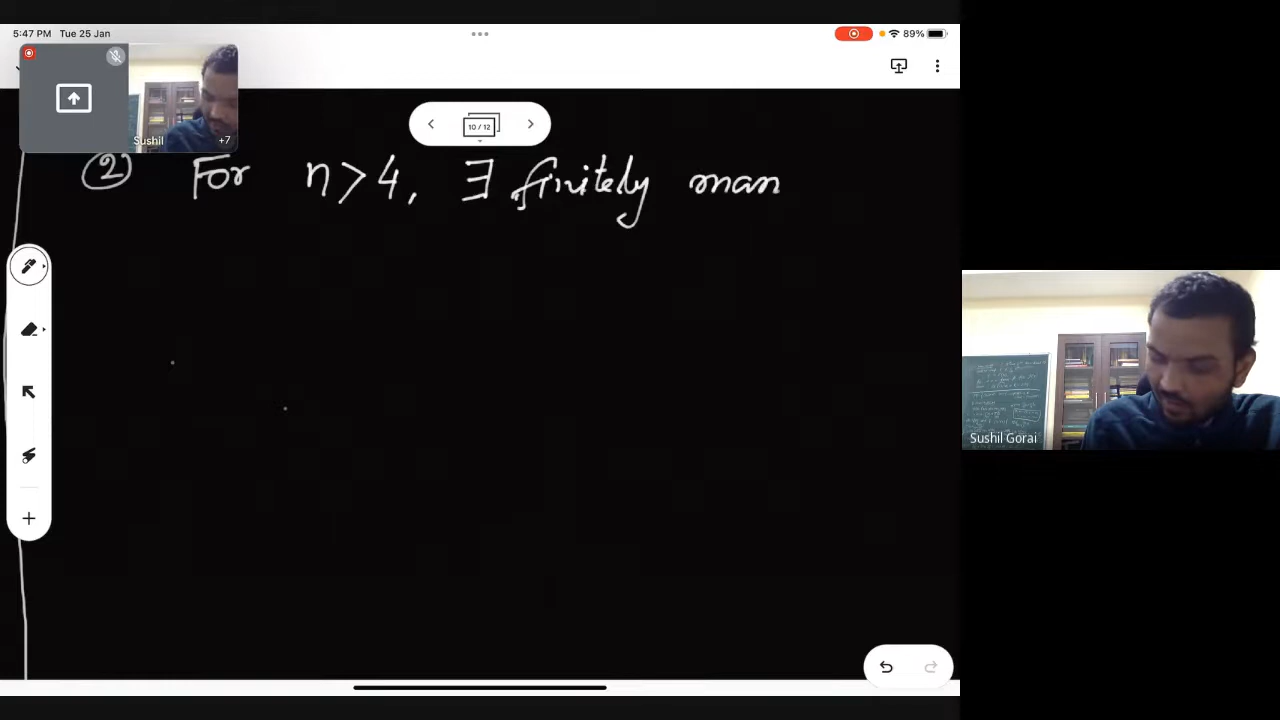 5:47 PM Tue 25 Jan
89%
Sushil
+7
10 / 12
② For n > 4, ∃ finitely man
Sushil Gorai